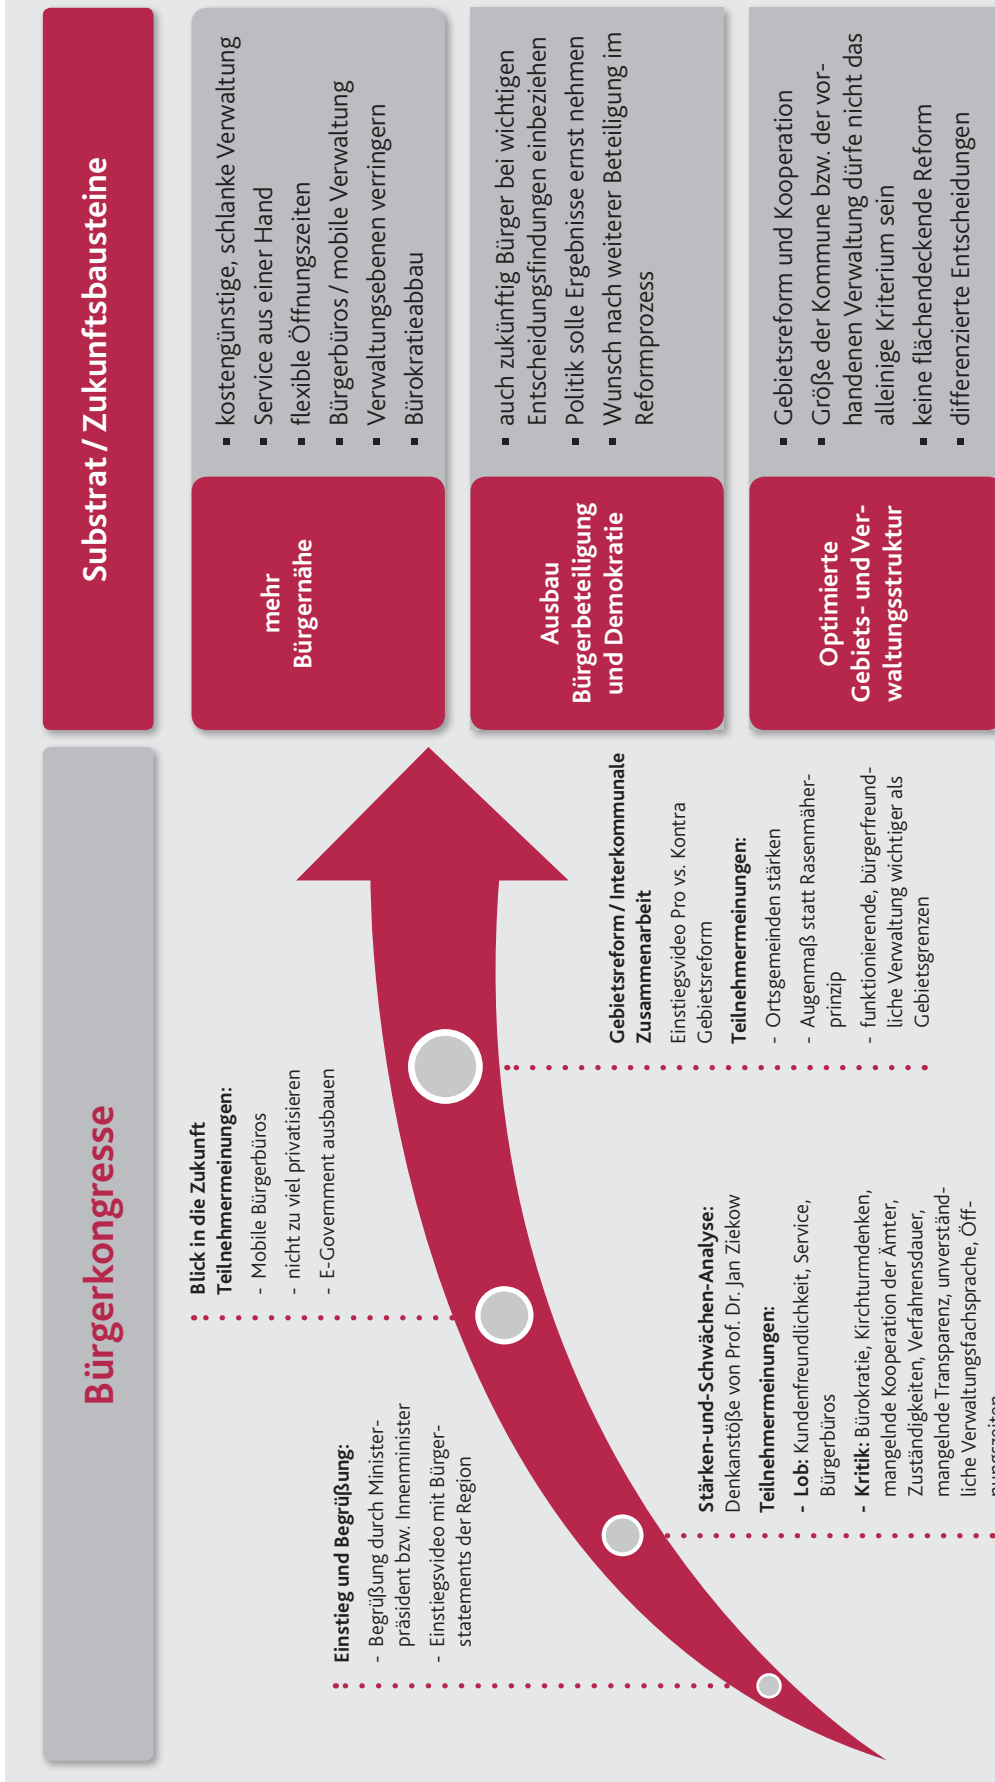 Bürgerkongresse
Einstieg und Begrüßung:
- Begrüßung durch Minister-
präsident bzw. Innenminister
- Einstiegsvideo mit Bürger-
statements der Region
Stärken-und-Schwächen-Analyse:
Denkanstöße von Prof. Dr. Jan Ziekow
Teilnehmermeinungen:
- Lob: Kundenfreundlichkeit, Service,
Bürgerbüros
- Kritik: Bürokratie, Kirchturmdenken,
mangelnde Kooperation der Ämter,
Zuständigkeiten, Verfahrensdauer,
mangelnde Transparenz, unverständ-
liche Verwaltungsfachsprache, Öff-
nungszeiten
Blick in die Zukunft
Teilnehmermeinungen:
- Mobile Bürgerbüros
- nicht zu viel privatisieren
- E-Government ausbauen
Gebietsreform / Interkommunale
Zusammenarbeit
Einstiegsvideo Pro vs. Kontra
Gebietsreform
Teilnehmermeinungen:
- Ortsgemeinden stärken
- Augenmaß statt Rasenmäher-
prinzip
- funktionierende, bürgerfreund-
liche Verwaltung wichtiger als
Gebietsgrenzen
Substrat / Zukunftsbausteine
mehr
Bürgernähe
▪ kostengünstige, schlanke Verwaltung
▪ Service aus einer Hand
▪ flexible Öffnungszeiten
▪ Bürgerbüros / mobile Verwaltung
▪ Verwaltungsebenen verringern
▪ Bürokratieabbau
Ausbau
Bürgerbeteiligung
und Demokratie
▪ auch zukünftig Bürger bei wichtigen
Entscheidungsfindungen einbeziehen
▪ Politik solle Ergebnisse ernst nehmen
▪ Wunsch nach weiterer Beteiligung im
Reformprozess
Optimierte
Gebiets- und Ver-
waltungsstruktur
▪ Gebietsreform und Kooperation
▪ Größe der Kommune bzw. der vor-
handenen Verwaltung dürfe nicht das
alleinige Kriterium sein
▪ keine flächendeckende Reform
▪ differenzierte Entscheidungen